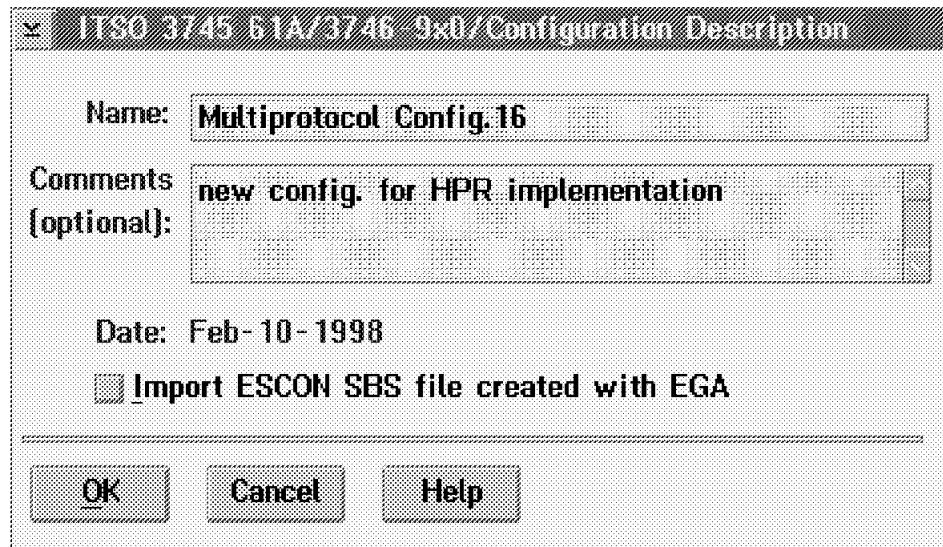 ITSO 3745 61A/3746-9x0/Configuration Description
Name: Multiprotocol Config.16
Comments (optional): new config. for HPR implementation
Date: Feb-10-1998
Import ESCON SBS file created with EGA
OK Cancel Help